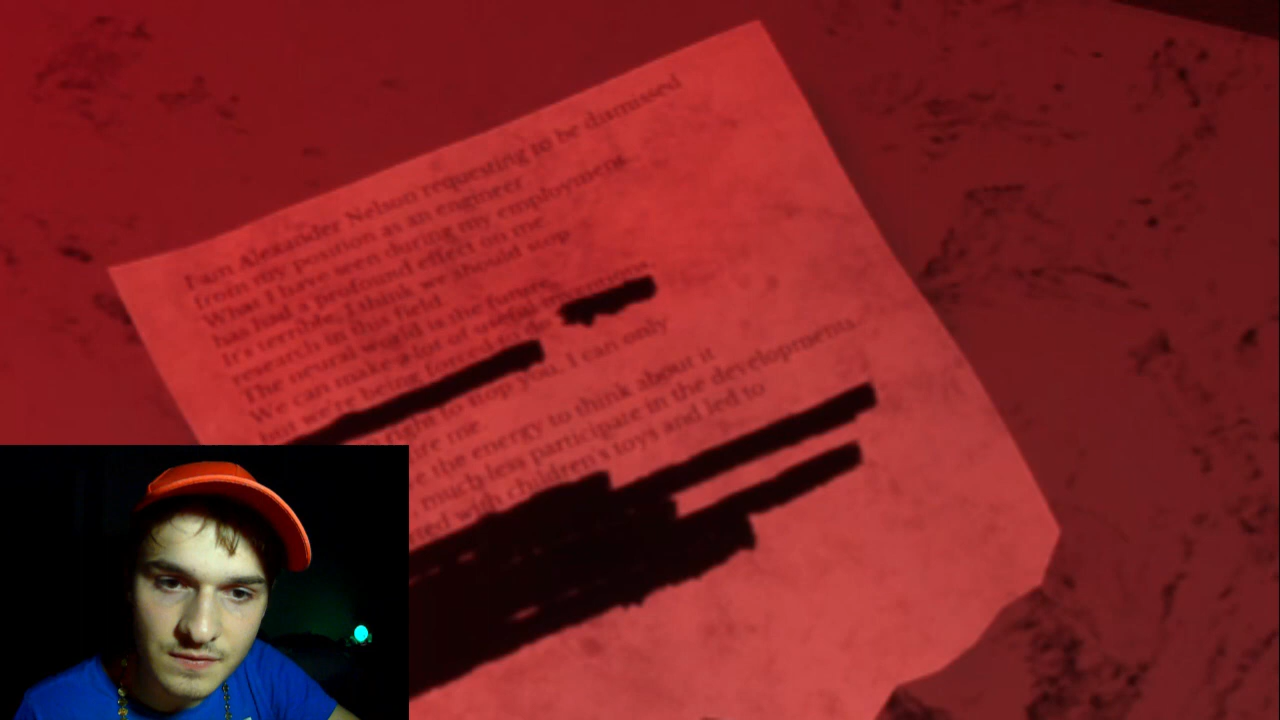 I am Alexander Nelson requesting to be dismissed
from my position as an engineer
What I have seen during my employment
has had a profound effect on me
It's terrible, I think we should stop
research in this field.
The neural world is the future,
We can make a lot of useful inventions
but we're being forced to
right to stop you, I can only
me
the energy to think about it
much less participate in the developments
with children's toys and led to